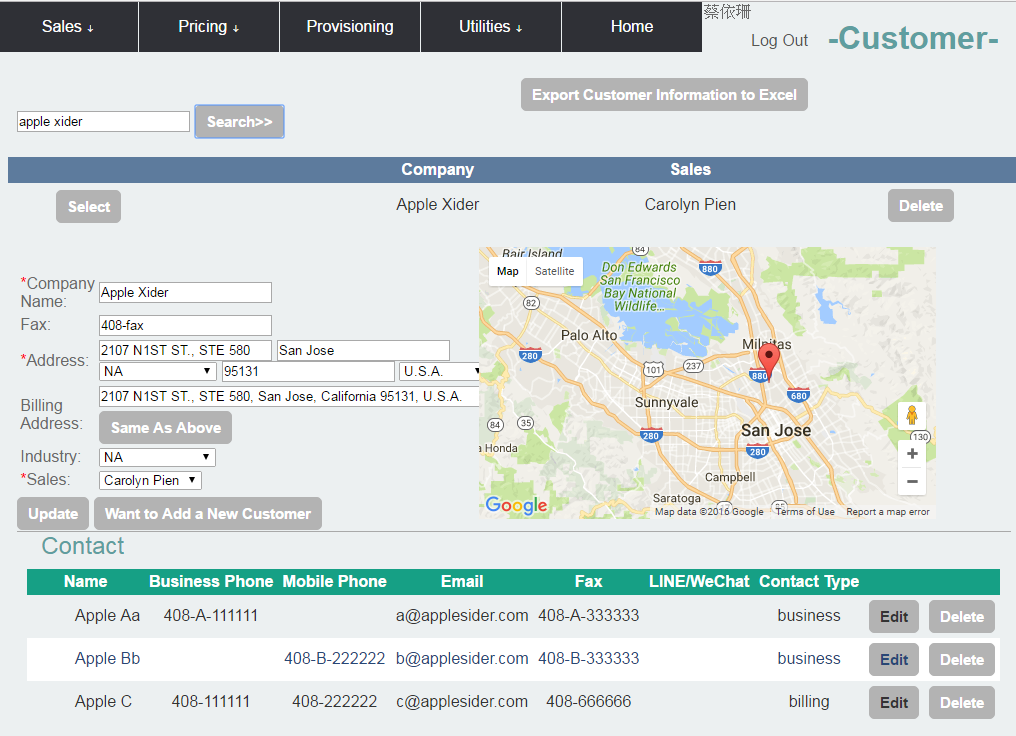 Sales ↓ Pricing ↓ Provisioning Utilities ↓ Home 蔡依珊
Log Out -Customer-
Export Customer Information to Excel
apple xider Search>>
Company Sales
Select Apple Xider Carolyn Pien Delete
*Company Name: Apple Xider
Fax: 408-fax
*Address: 2107 N1ST ST., STE 580 San Jose
NA ▼ 95131 U.S.A. ▼
Billing Address: 2107 N1ST ST., STE 580, San Jose, California 95131, U.S.A.
Same As Above
Industry: NA ▼
*Sales: Carolyn Pien ▼
Update Want to Add a New Customer
Bair Island
84
Map Satellite
Don Edwards
San Francisco
Bay National
Wildlife...
880
82
Palo Alto
Milpitas
280
101
237
880
680
Sunnyvale
84
35
280
San Jose
280
130
a Honda
+
Campbell
−
Saratoga
85
Google
Map data ©2016 Google Terms of Use Report a map error
Contact
Name Business Phone Mobile Phone Email Fax LINE/WeChat Contact Type
Apple Aa 408-A-111111 a@applesider.com 408-A-333333 business Edit Delete
Apple Bb 408-B-222222 b@applesider.com 408-B-333333 business Edit Delete
Apple C 408-111111 408-222222 c@applesider.com 408-666666 billing Edit Delete